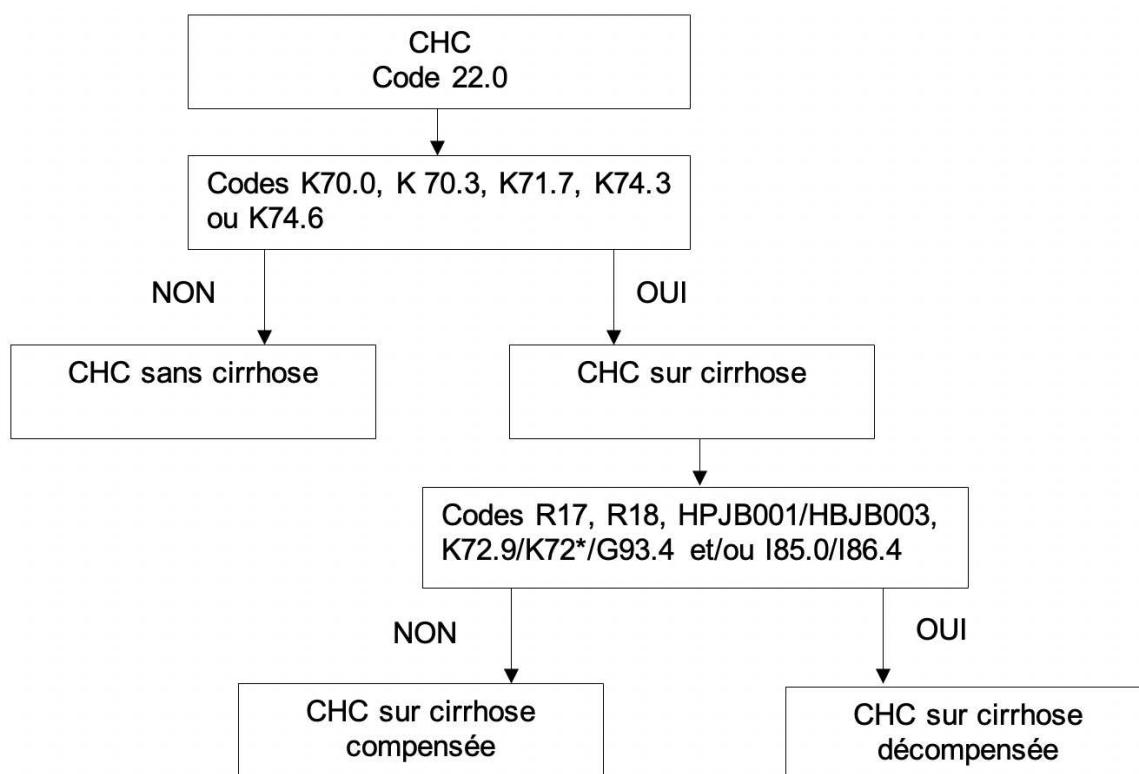 CHC
Code 22.0
Codes K70.0, K 70.3, K71.7, K74.3
ou K74.6
NON
OUI
CHC sans cirrhose
CHC sur cirrhose
Codes R17, R18, HPJB001/HBJB003,
K72.9/K72*/G93.4 et/ou I85.0/I86.4
NON
OUI
CHC sur cirrhose
compensée
CHC sur cirrhose
décompensée